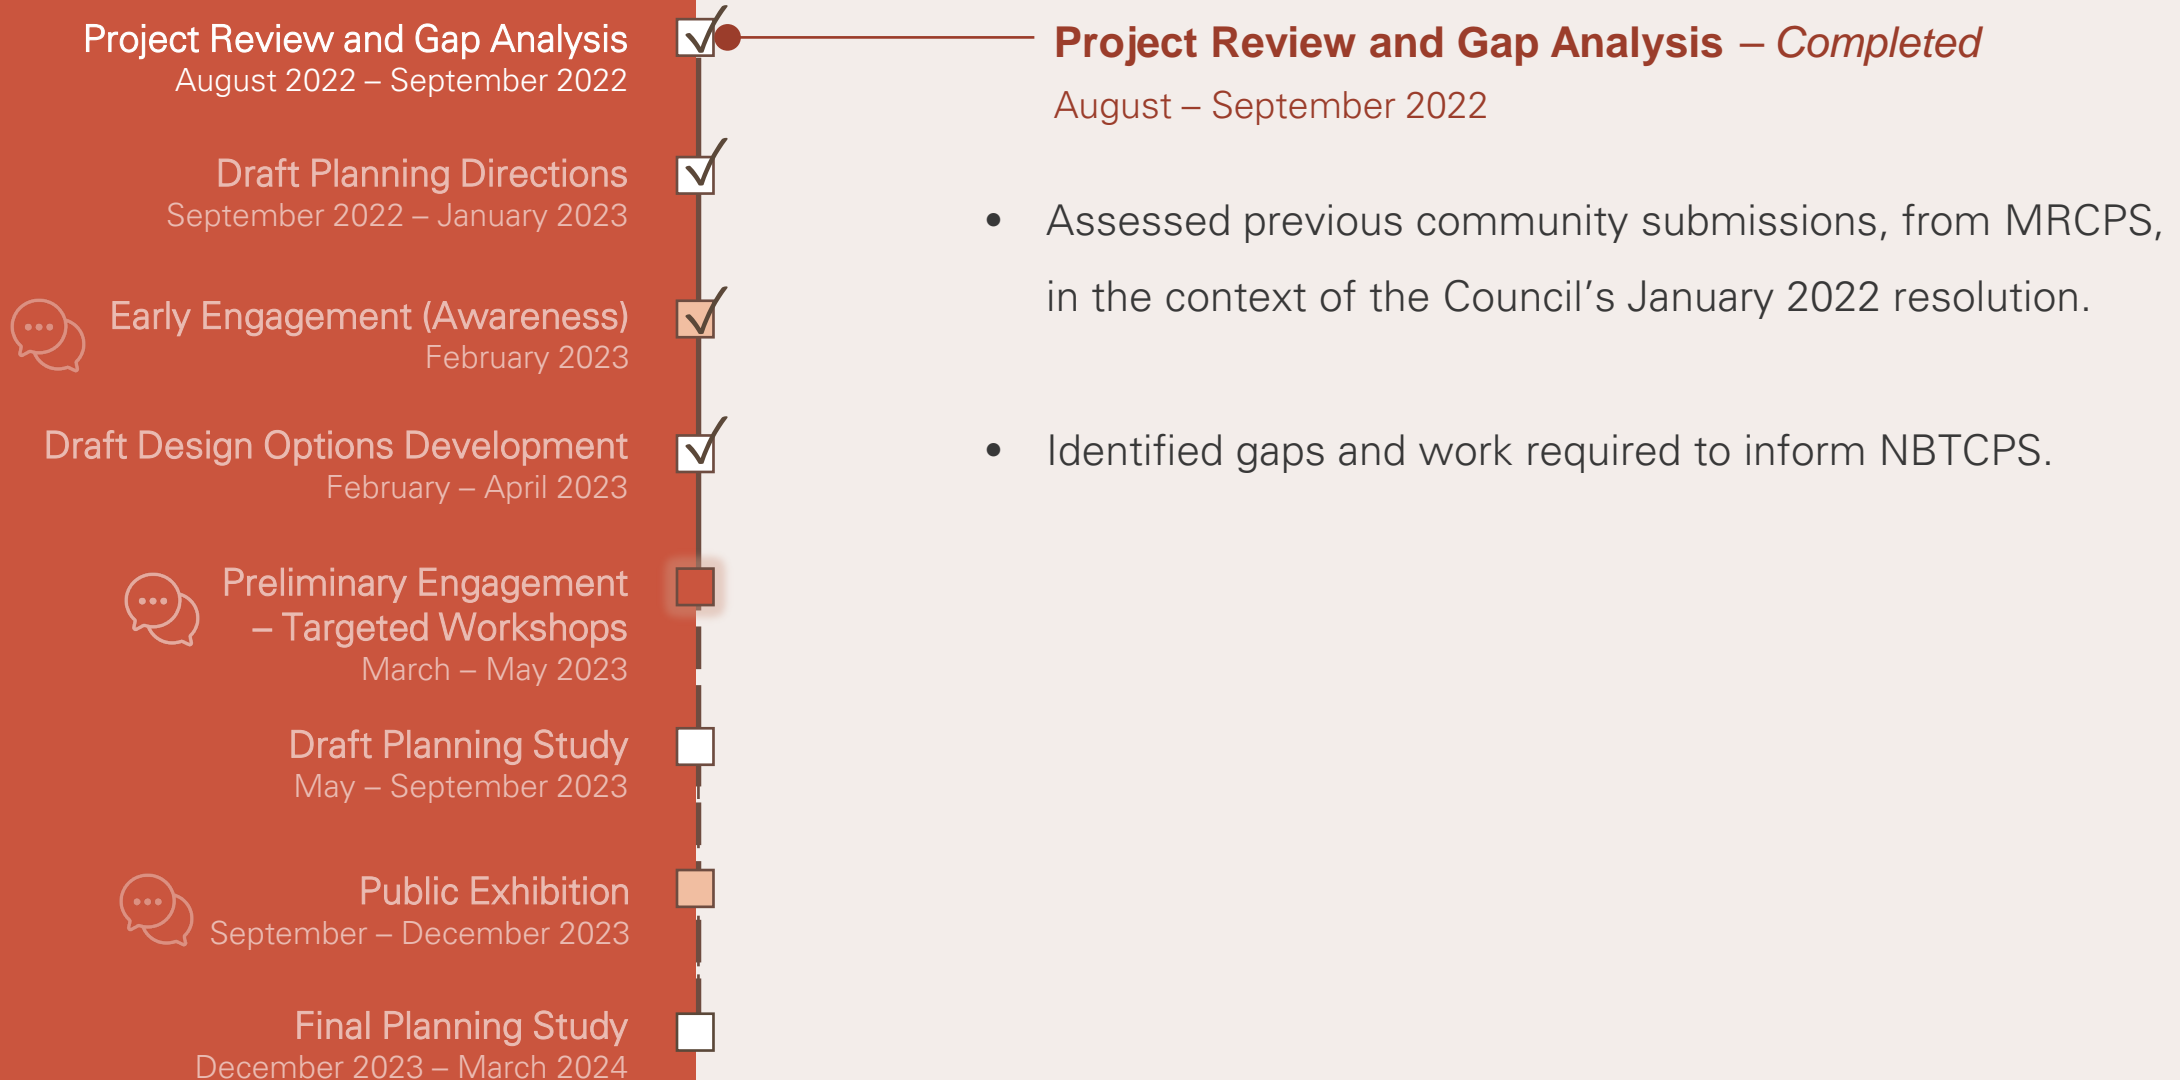 Project Review and Gap Analysis
August 2022 – September 2022
Draft Planning Directions
September 2022 – January 2023
Early Engagement (Awareness)
February 2023
Draft Design Options Development
February – April 2023
Preliminary Engagement
– Targeted Workshops
March – May 2023
Draft Planning Study
May – September 2023
Public Exhibition
September – December 2023
Final Planning Study
December 2023 – March 2024
Project Review and Gap Analysis – Completed
August – September 2022
• Assessed previous community submissions, from MRCPS,
in the context of the Council’s January 2022 resolution.
• Identified gaps and work required to inform NBTCPS.